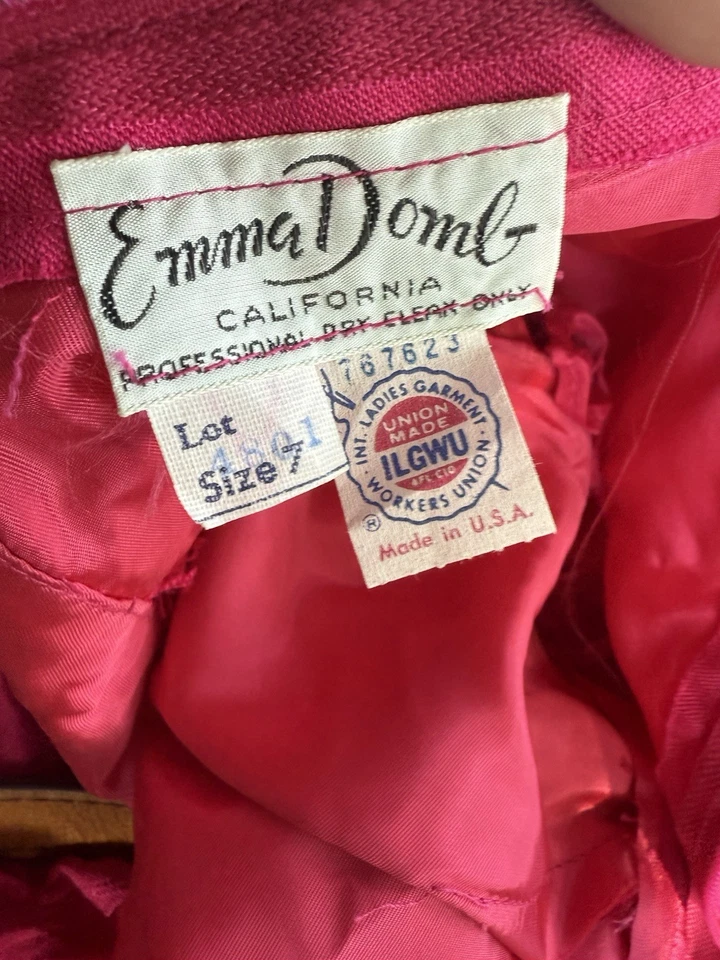 Emma Domb
CALIFORNIA
PROFESSIONAL DRY CLEAN ONLY
Lot 4801
Size 7
767623
INT. LADIES GARMENT
UNION
MADE
ILGWU
AFL CIO
WORKERS UNION
®
Made in U.S.A.